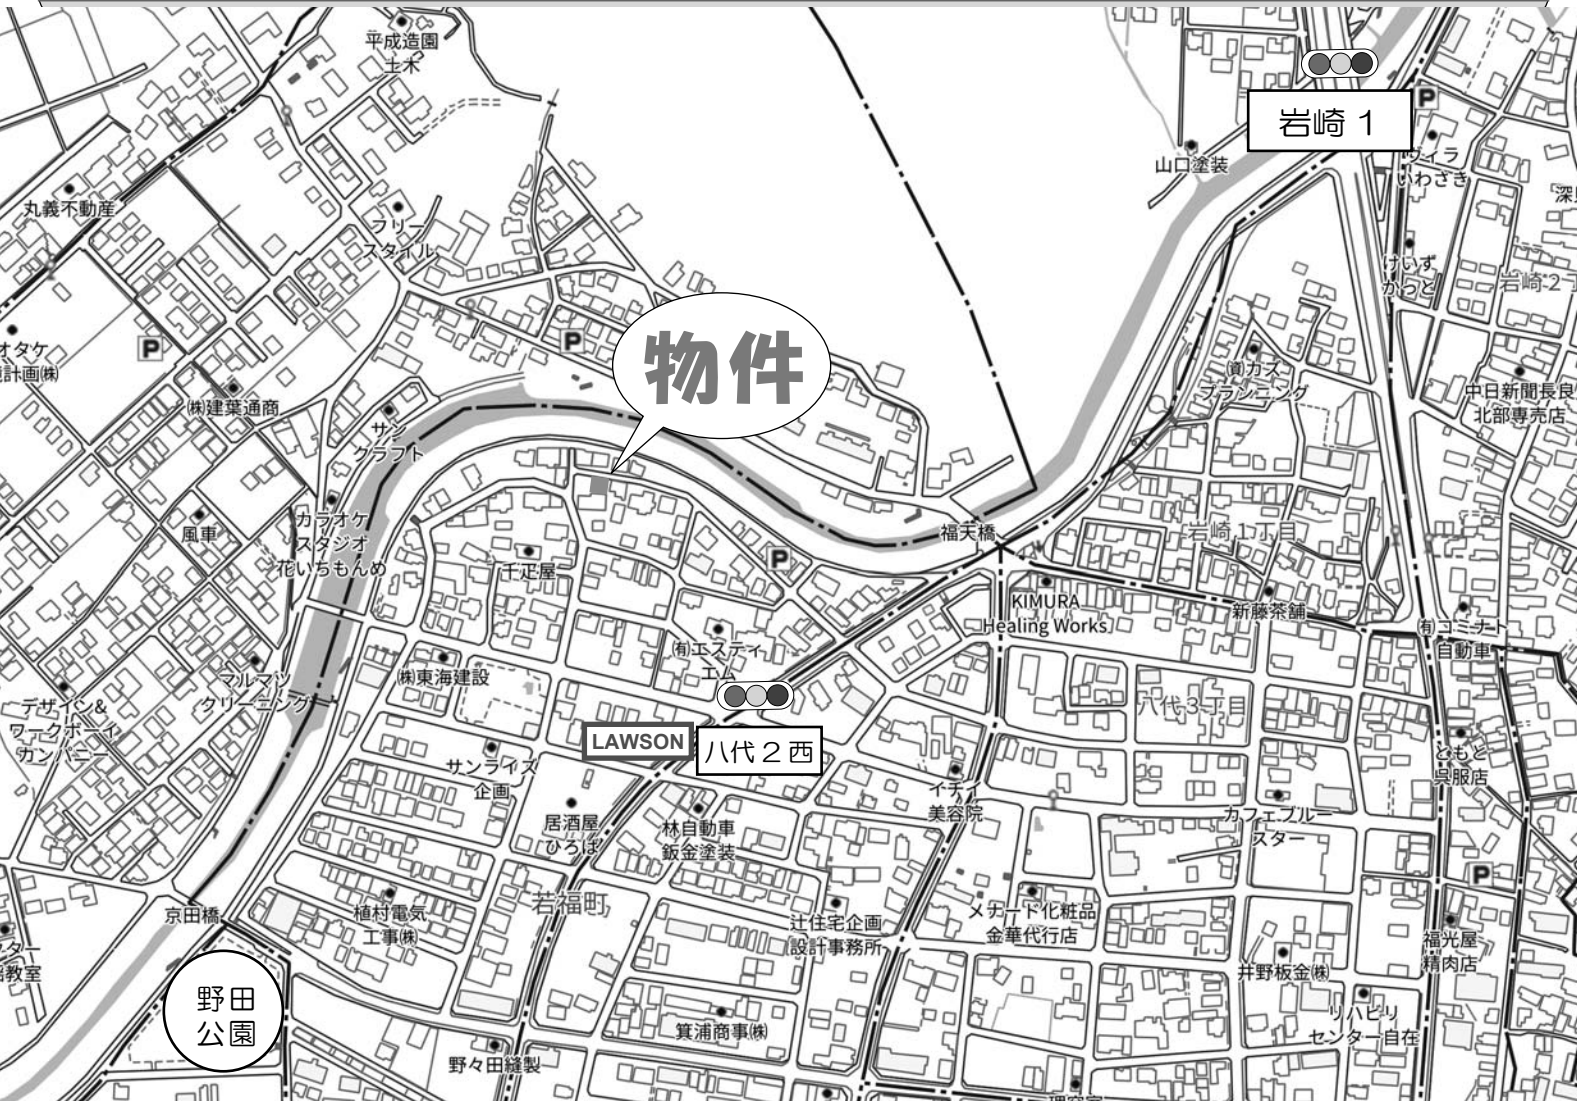 平成造園
土木
岩崎 1
P
ヴィラ
いわさき
山口塗装
丸義不動産
フリー
スタイル
けいず
かっと
岩崎2丁
オタケ
計画㈱
P
P
物件
㈱建葉通商
サン
クラフト
㈲カズ
プランニング
中日新聞長良
北部専売店
風車
カラオケ
スタジオ
花いちもんめ
千疋屋
P
福天橋
岩崎1丁目
KIMURA
Healing Works
新藤茶舗
㈲コミナト
自動車
㈲エスティ
エム
㈱東海建設
マルマツ
クリーニング
デザイン&
ワークボーイ
カンパニー
LAWSON
八代2西
八代3丁目
ともと
呉服店
サンライズ
企画
居酒屋
ひろば
林自動車
鈑金塗装
イチイ
美容院
カフェブルー
スター
P
若福町
植村電気
工事㈱
京田橋
辻住宅企画
設計事務所
メナード化粧品
金華代行店
福光屋
精肉店
井野板金㈱
ター
教室
野田
公園
箕浦商事㈱
リハビリ
センター自在
野々田縫製